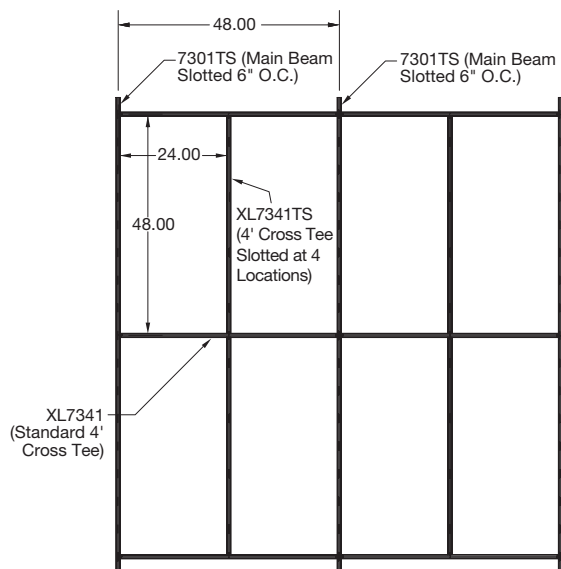 48.00
7301TS (Main Beam
Slotted 6" O.C.)
7301TS (Main Beam
Slotted 6" O.C.)
24.00
48.00
XL7341TS
(4' Cross Tee
Slotted at 4
Locations)
XL7341
(Standard 4'
Cross Tee)